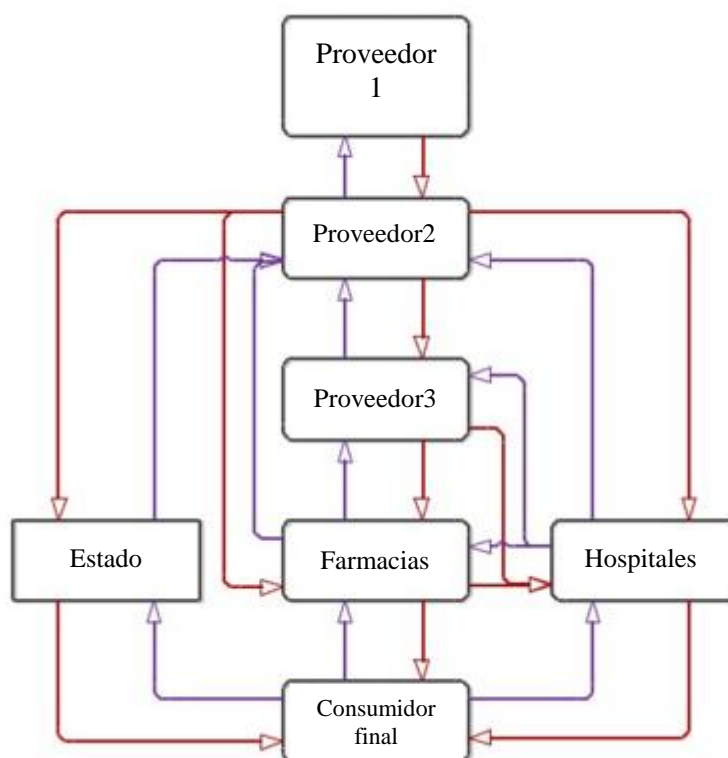 Proveedor
1
Proveedor2
Proveedor3
Estado
Farmacias
Hospitales
Consumidor
final